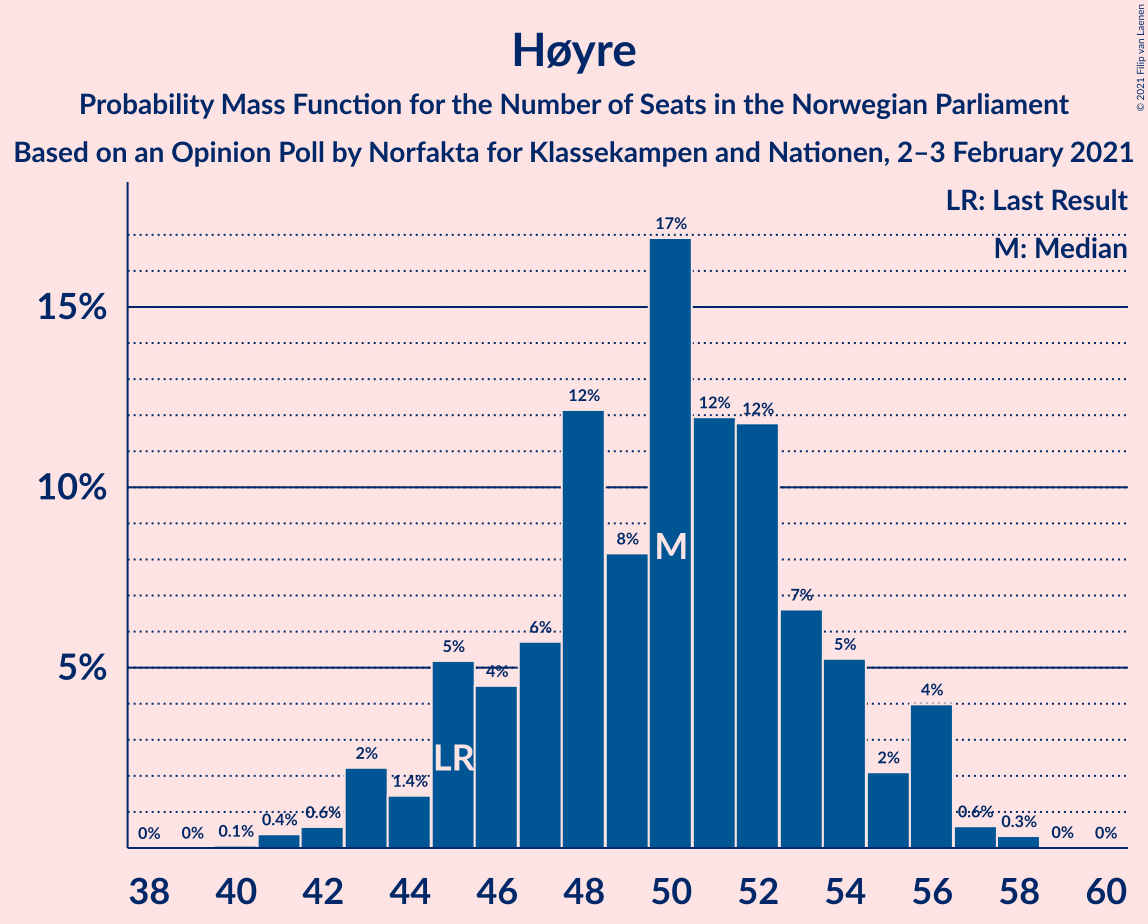 Høyre
Probability Mass Function for the Number of Seats in the Norwegian Parliament
Based on an Opinion Poll by Norfakta for Klassekampen and Nationen, 2–3 February 2021
© 2021 Filip van Laenen
LR: Last Result
M: Median
15%
10%
5%
0%
0%
0.1%
0.4%
0.6%
2%
1.4%
5%
4%
6%
12%
8%
17%
12%
12%
7%
5%
2%
4%
0.6%
0.3%
0%
0%
LR
M
38 40 42 44 46 48 50 52 54 56 58 60